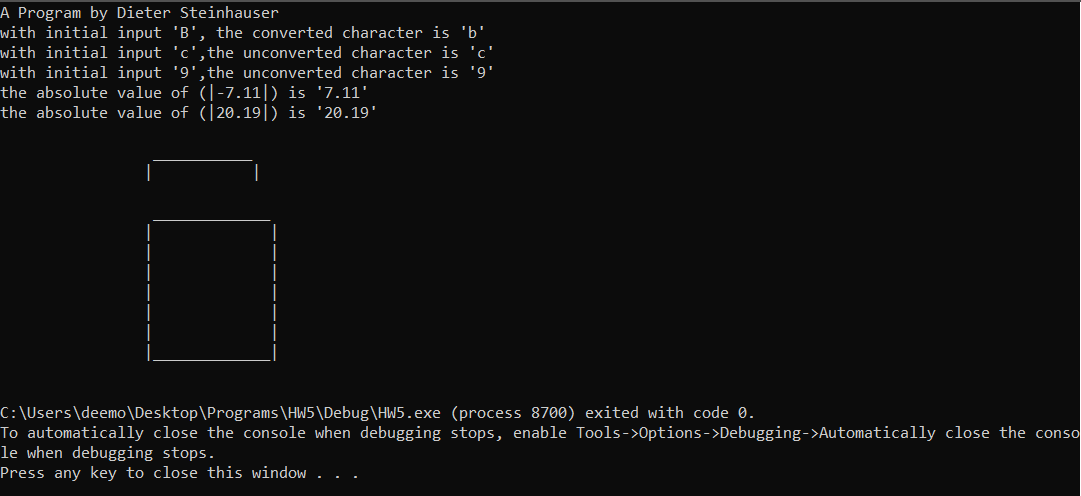 A Program by Dieter Steinhauser
with initial input 'B', the converted character is 'b'
with initial input 'c',the unconverted character is 'c'
with initial input '9',the unconverted character is '9'
the absolute value of (|-7.11|) is '7.11'
the absolute value of (|20.19|) is '20.19'
C:\Users\deemo\Desktop\Programs\HW5\Debug\HW5.exe (process 8700) exited with code 0.
To automatically close the console when debugging stops, enable Tools->Options->Debugging->Automatically close the conso
le when debugging stops.
Press any key to close this window . . .